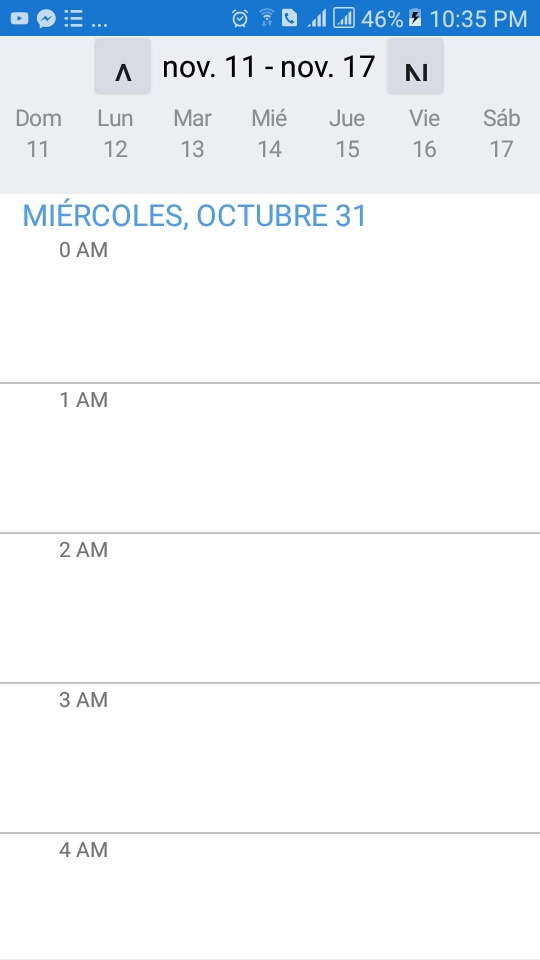 ... 46% 10:35 PM
nov. 11 - nov. 17
Dom Lun Mar Mié Jue Vie Sáb
11 12 13 14 15 16 17
MIÉRCOLES, OCTUBRE 31
0 AM
1 AM
2 AM
3 AM
4 AM